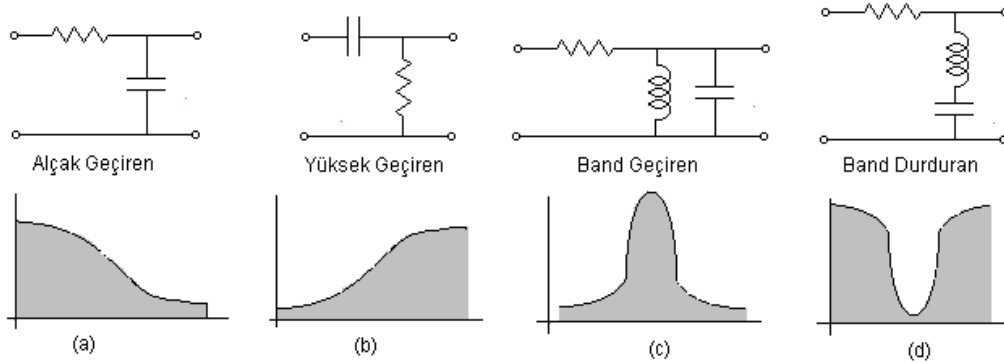 Alçak Geçiren
Yüksek Geçiren
Band Geçiren
Band Durduran
(a)
(b)
(c)
(d)